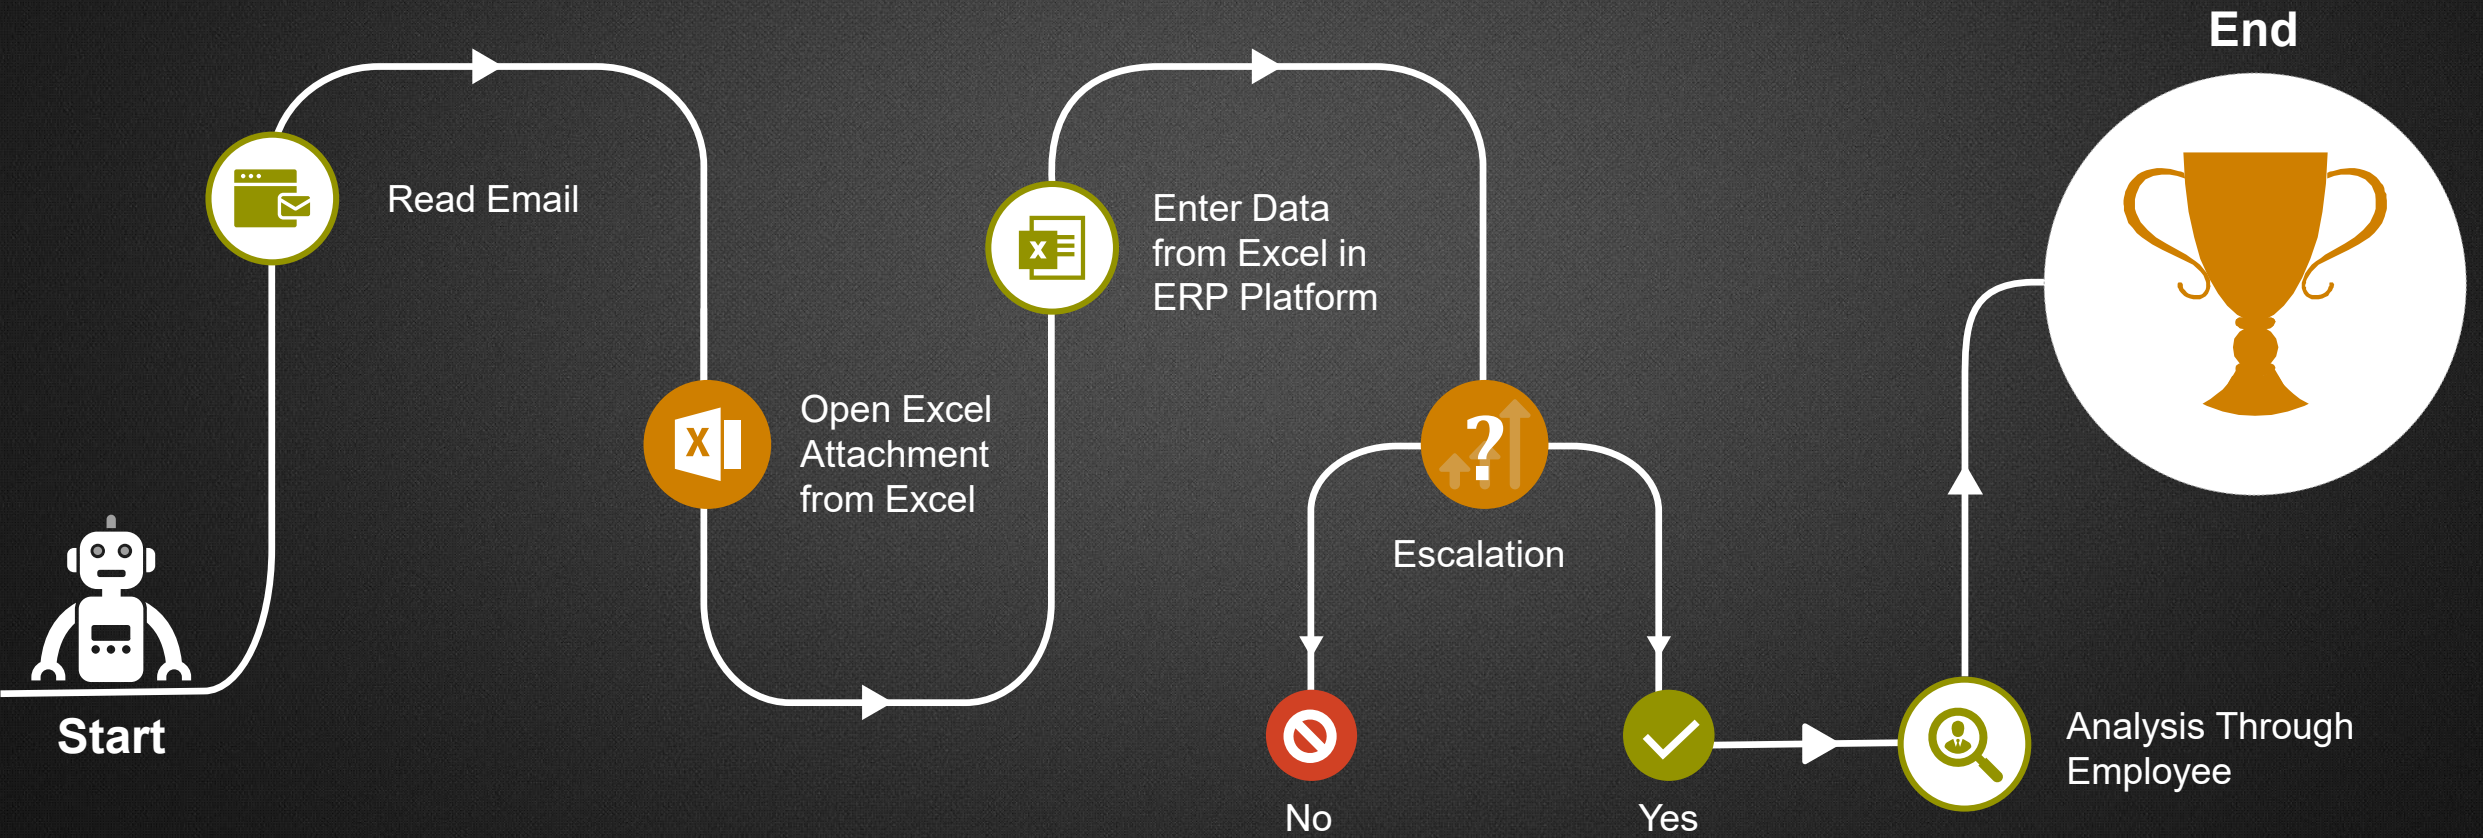 Start
Read Email
Open Excel
Attachment
from Excel
Enter Data
from Excel in
ERP Platform
Escalation
No
Yes
Analysis Through
Employee
End